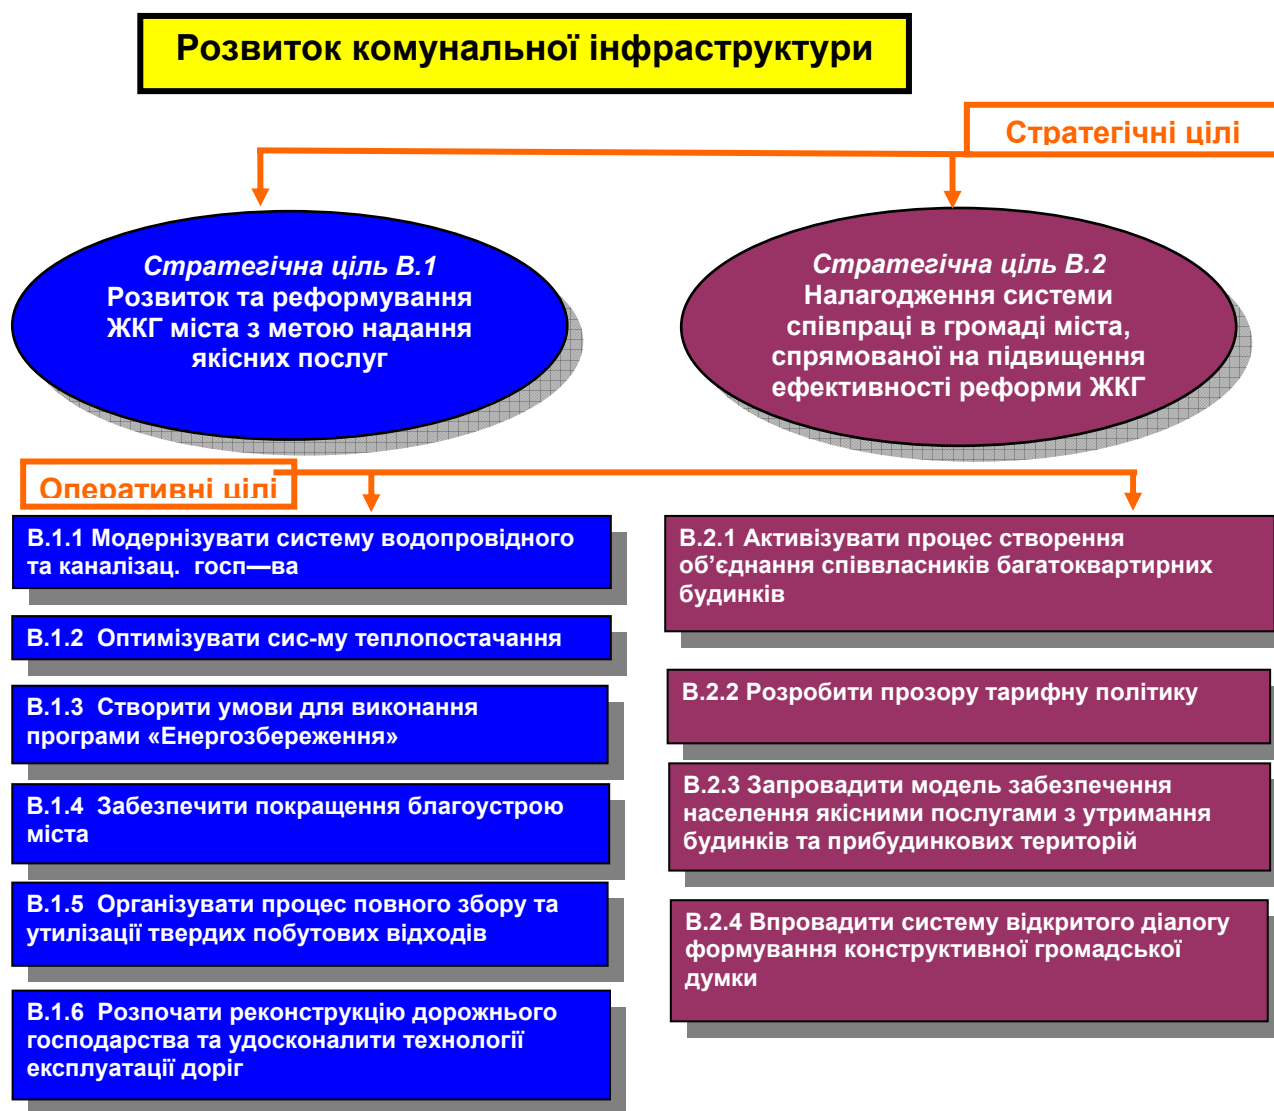 Розвиток комунальної інфраструктури
Стратегічні цілі
Стратегічна ціль В.1
Розвиток та реформування
ЖКГ міста з метою надання
якісних послуг
Стратегічна ціль В.2
Налагодження системи
співпраці в громаді міста,
спрямованої на підвищення
ефективності реформи ЖКГ
Оперативні цілі
В.1.1 Модернізувати систему водопровідного
та каналізац.  госп—ва
В.1.2  Оптимізувати сис-му теплопостачання
В.1.3  Створити умови для виконання
програми «Енергозбереження»
В.1.4  Забезпечити покращення благоустрою
міста
В.1.5  Організувати процес повного збору та
утилізації твердих побутових відходів
В.1.6  Розпочати реконструкцію дорожнього
господарства та удосконалити технології
експлуатації доріг
В.2.1 Активізувати процес створення
об’єднання співвласників багатоквартирних
будинків
В.2.2 Розробити прозору тарифну політику
В.2.3 Запровадити модель забезпечення
населення якісними послугами з утримання
будинків та прибудинкових територій
В.2.4 Впровадити систему відкритого діалогу
формування конструктивної громадської
думки